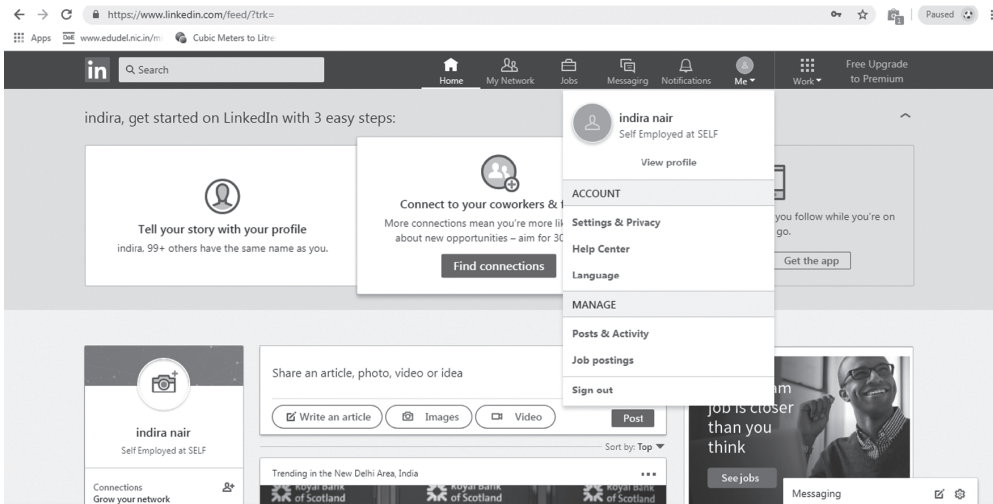 https://www.linkedin.com/feed/?trk=
Paused
Apps
www.edudel.nic.in/m
Cubic Meters to Litre
in
Search
Home
My Network
Jobs
Messaging
Notifications
Me
Work
Free Upgrade
to Premium
indira, get started on LinkedIn with 3 easy steps:
Tell your story with your profile
indira, 99+ others have the same name as you.
Connect to your coworkers &
More connections mean you're more lik
about new opportunities – aim for 30
Find connections
you follow while you're on
go.
Get the app
indira nair
Self Employed at SELF
View profile
ACCOUNT
Settings & Privacy
Help Center
Language
MANAGE
Posts & Activity
Job postings
Sign out
indira nair
Self Employed at SELF
Connections
Grow your network
Share an article, photo, video or idea
Write an article
Images
Video
Post
Sort by: Top
Trending in the New Delhi Area, India
Royal Bank
of Scotland
Royal Bank
of Scotland
Royal Bank
of Scotland
am
job is closer
than you
think
See jobs
Messaging